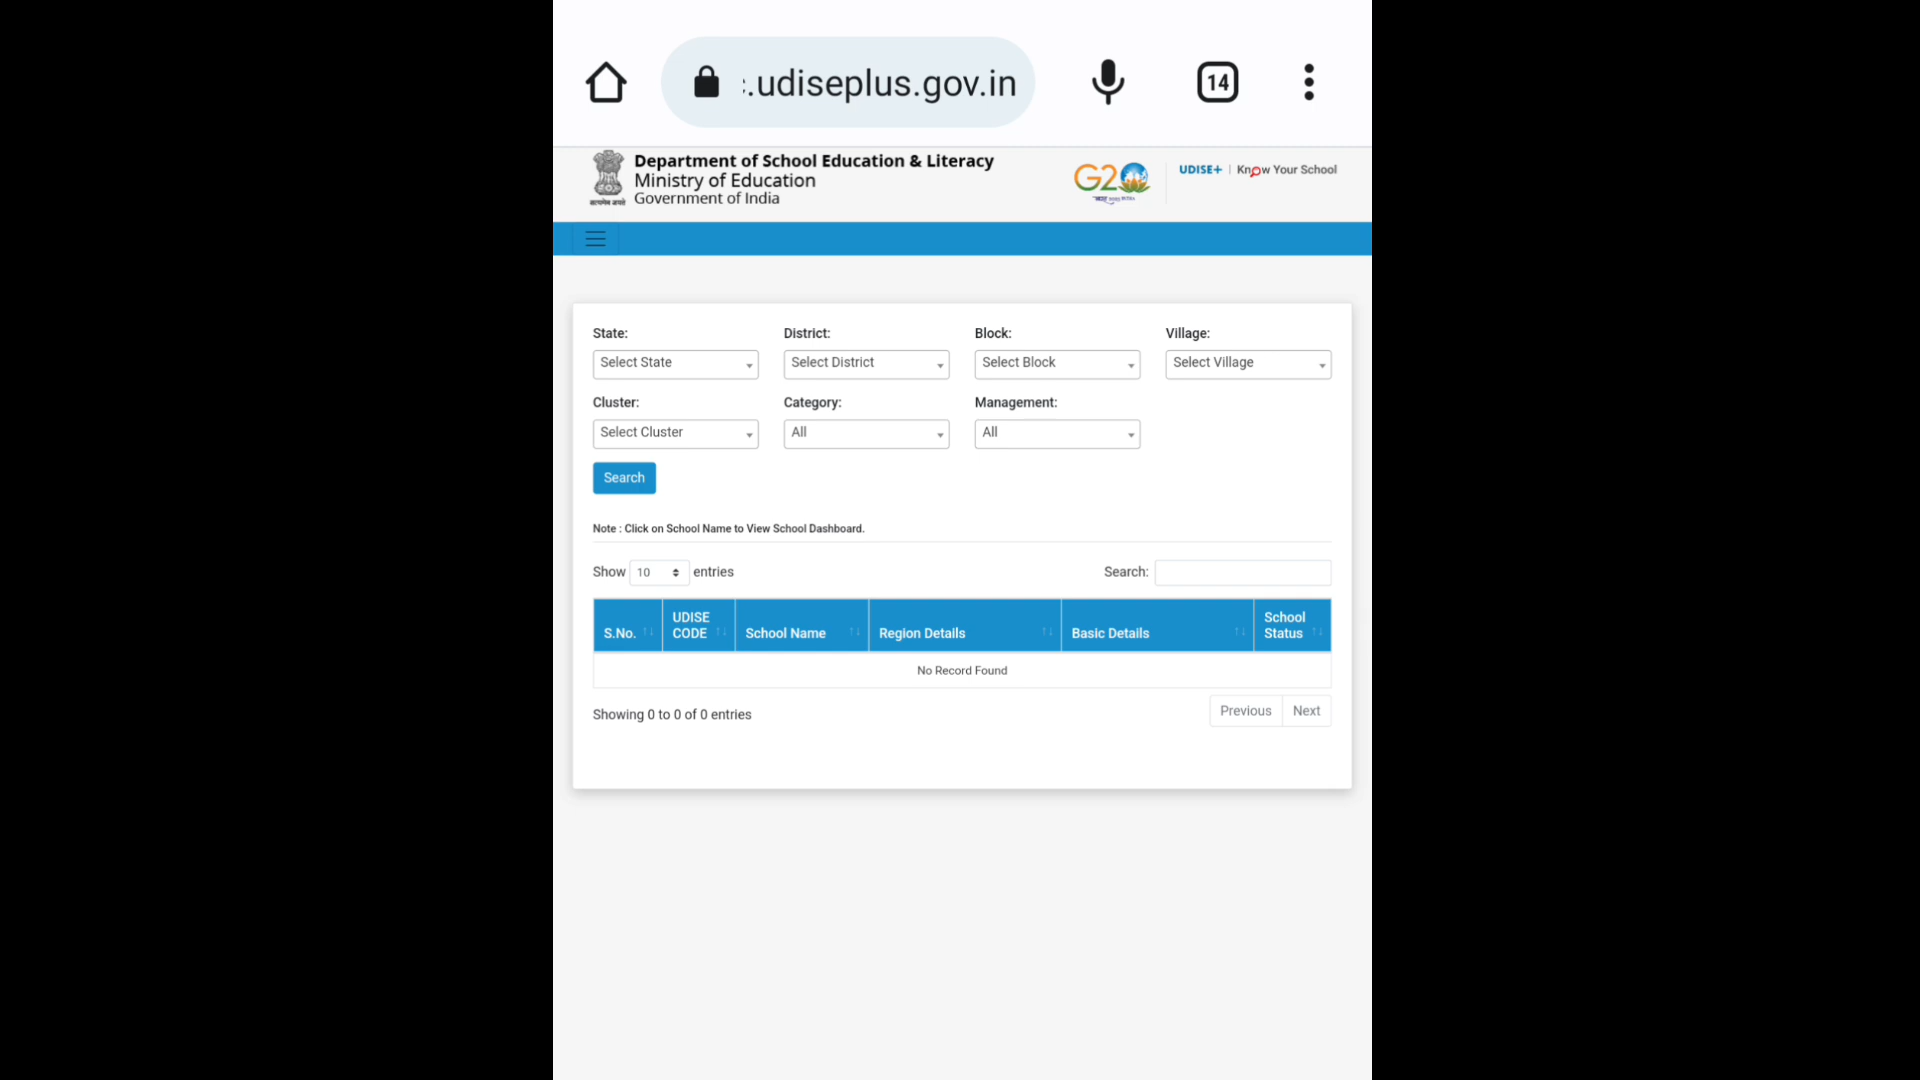 .udiseplus.gov.in
14
Department of School Education & Literacy
Ministry of Education
Government of India
सत्यमेव जयते
G20
UDISE+ | Know Your School
State: District: Block: Village:
Select State Select District Select Block Select Village
Cluster: Category: Management:
Select Cluster All All
Search
Note : Click on School Name to View School Dashboard.
Show 10 entries Search:
S.No. UDISE CODE School Name Region Details Basic Details School Status
No Record Found
Showing 0 to 0 of 0 entries
Previous Next